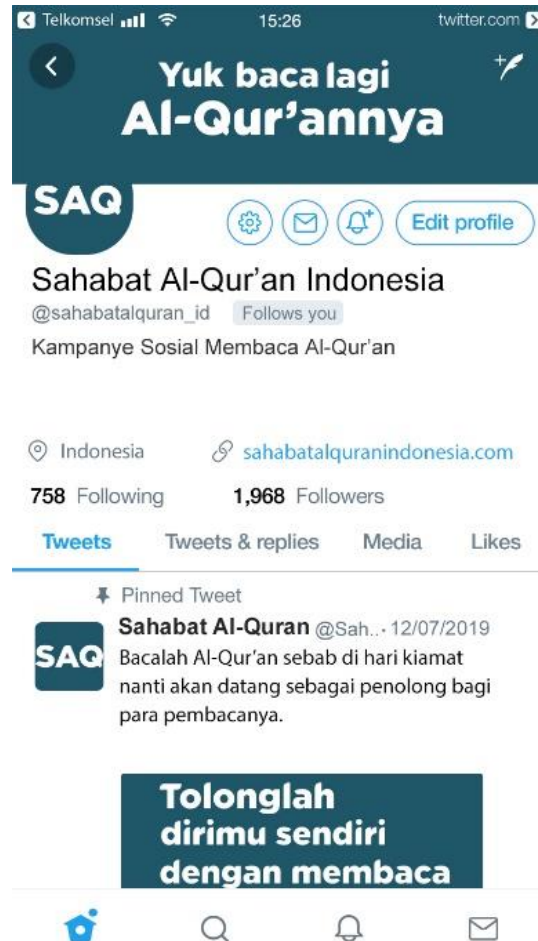 Telkomsel 15:26 twitter.com
Yuk baca lagi
Al-Qur'annya
SAQ
Edit profile
Sahabat Al-Qur'an Indonesia
@sahabatalquran_id Follows you
Kampanye Sosial Membaca Al-Qur'an
Indonesia sahabatalquranindonesia.com
758 Following 1,968 Followers
Tweets Tweets & replies Media Likes
Pinned Tweet
Sahabat Al-Quran @Sah..· 12/07/2019
SAQ
Bacalah Al-Qur'an sebab di hari kiamat
nanti akan datang sebagai penolong bagi
para pembacanya.
Tolonglah
dirimu sendiri
dengan membaca